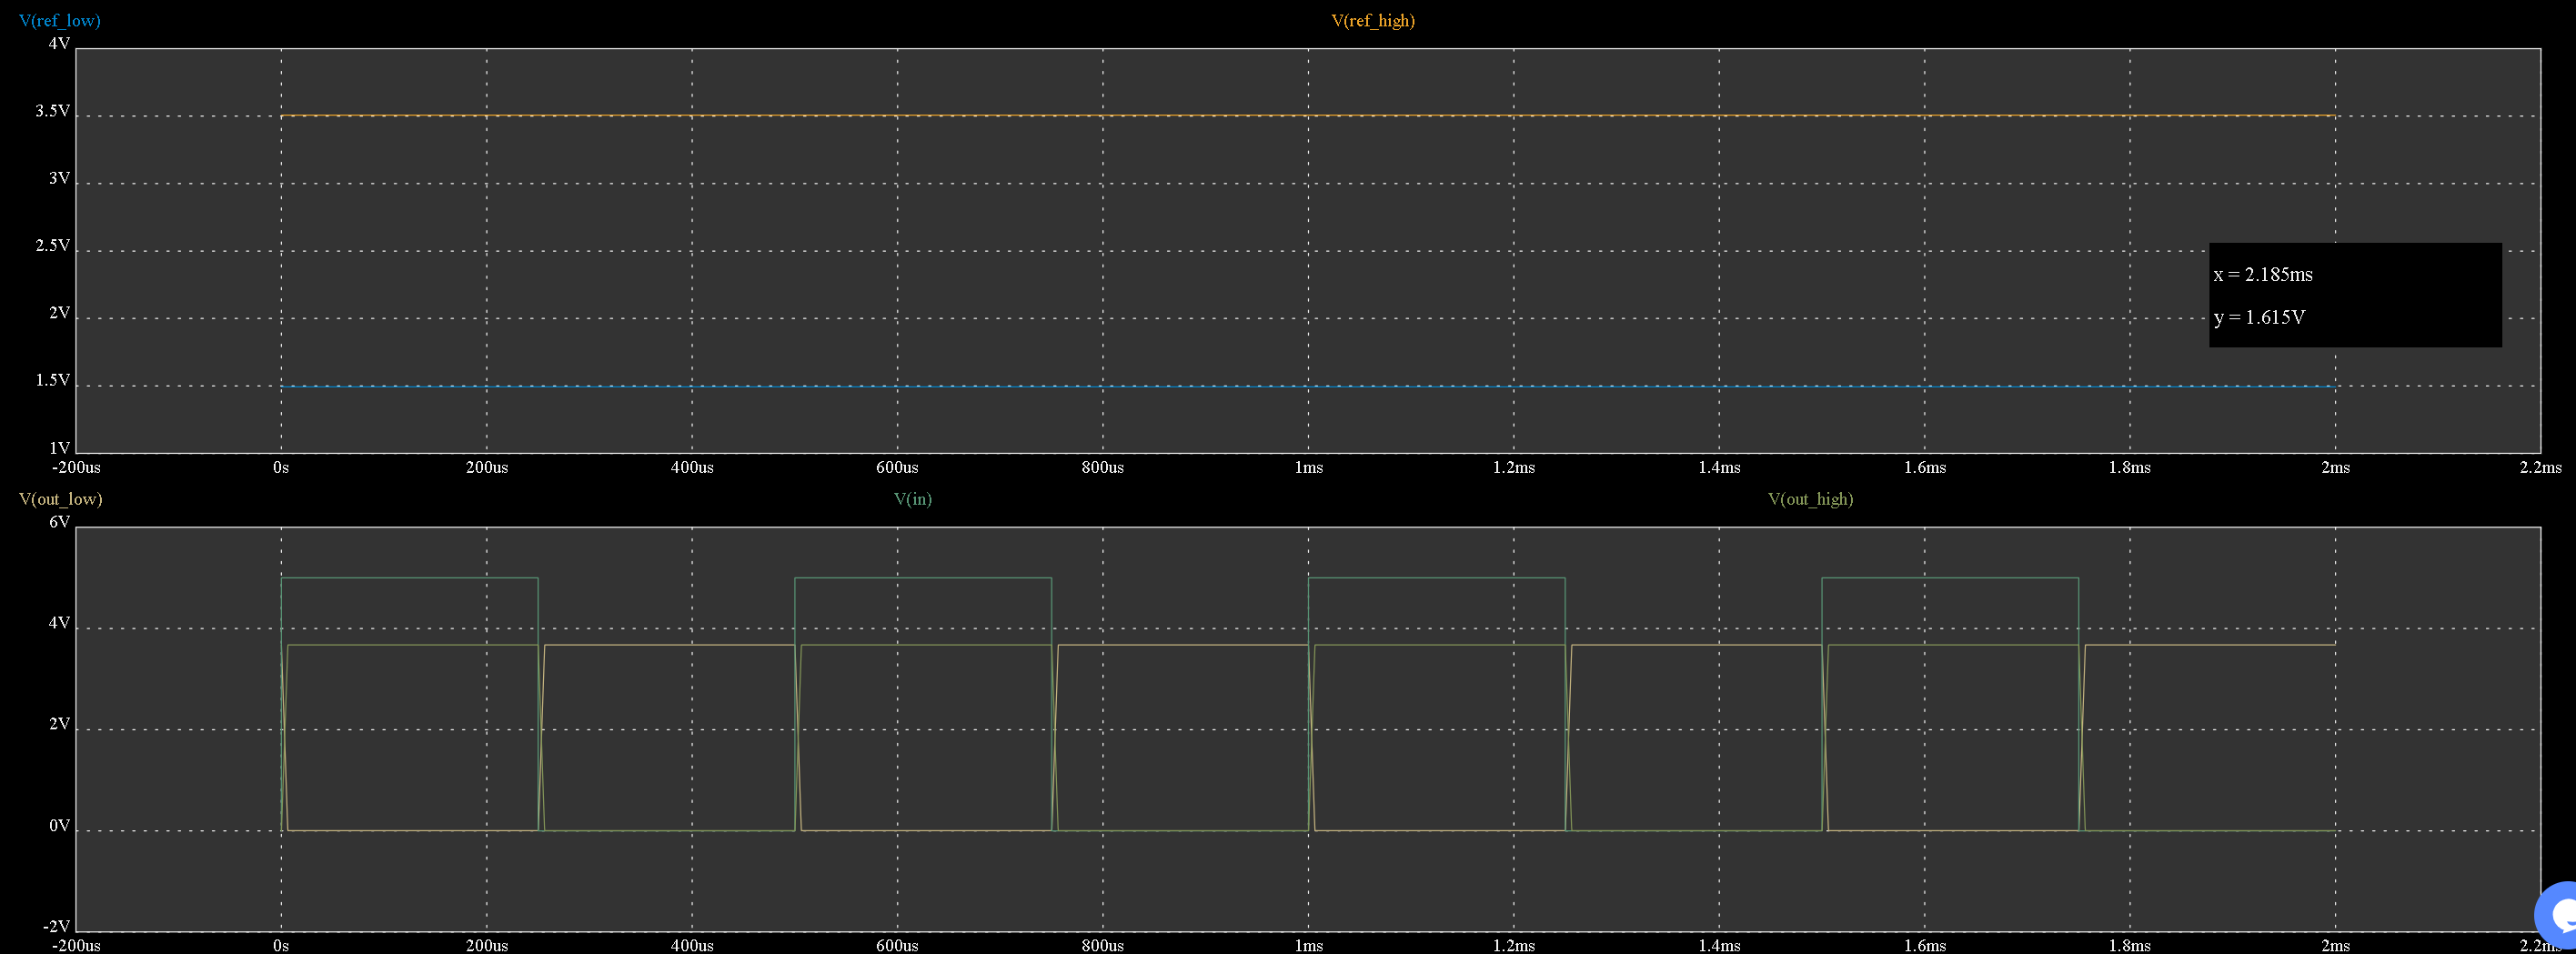 V(ref_low) V(ref_high)
4V
3.5V
3V
2.5V
x = 2.185ms
2V
y = 1.615V
1.5V
1V
-200us 0s 200us 400us 600us 800us 1ms 1.2ms 1.4ms 1.6ms 1.8ms 2ms 2.2ms
V(out_low) V(in) V(out_high)
6V
4V
2V
0V
-2V
-200us 0s 200us 400us 600us 800us 1ms 1.2ms 1.4ms 1.6ms 1.8ms 2ms 2.2ms